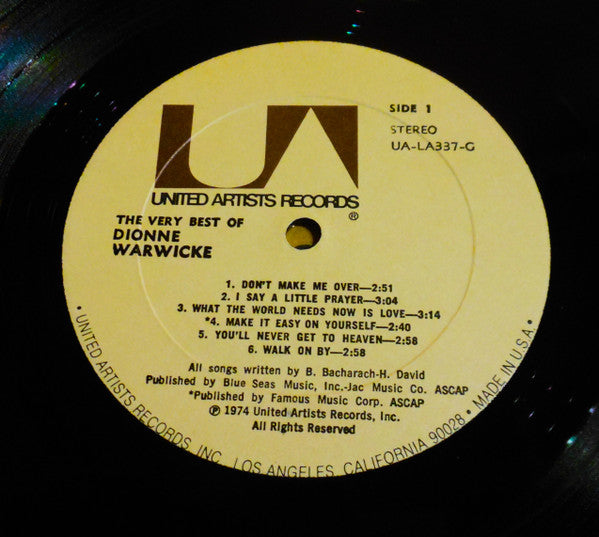 UA
SIDE 1
STEREO
UA-LA337-G
UNITED ARTISTS RECORDS
®
THE VERY BEST OF
DIONNE
WARWICKE
1. DON'T MAKE ME OVER—2:51
2. I SAY A LITTLE PRAYER—3:04
3. WHAT THE WORLD NEEDS NOW IS LOVE—3:14
*4. MAKE IT EASY ON YOURSELF—2:40
5. YOU'LL NEVER GET TO HEAVEN—2:58
6. WALK ON BY—2:58
All songs written by B. Bacharach-H. David
Published by Blue Seas Music, Inc.-Jac Music Co. ASCAP
*Published by Famous Music Corp. ASCAP
℗ 1974 United Artists Records, Inc.
All Rights Reserved
• UNITED ARTISTS RECORDS, INC. LOS ANGELES, CALIFORNIA 90028 • MADE IN U.S.A. •